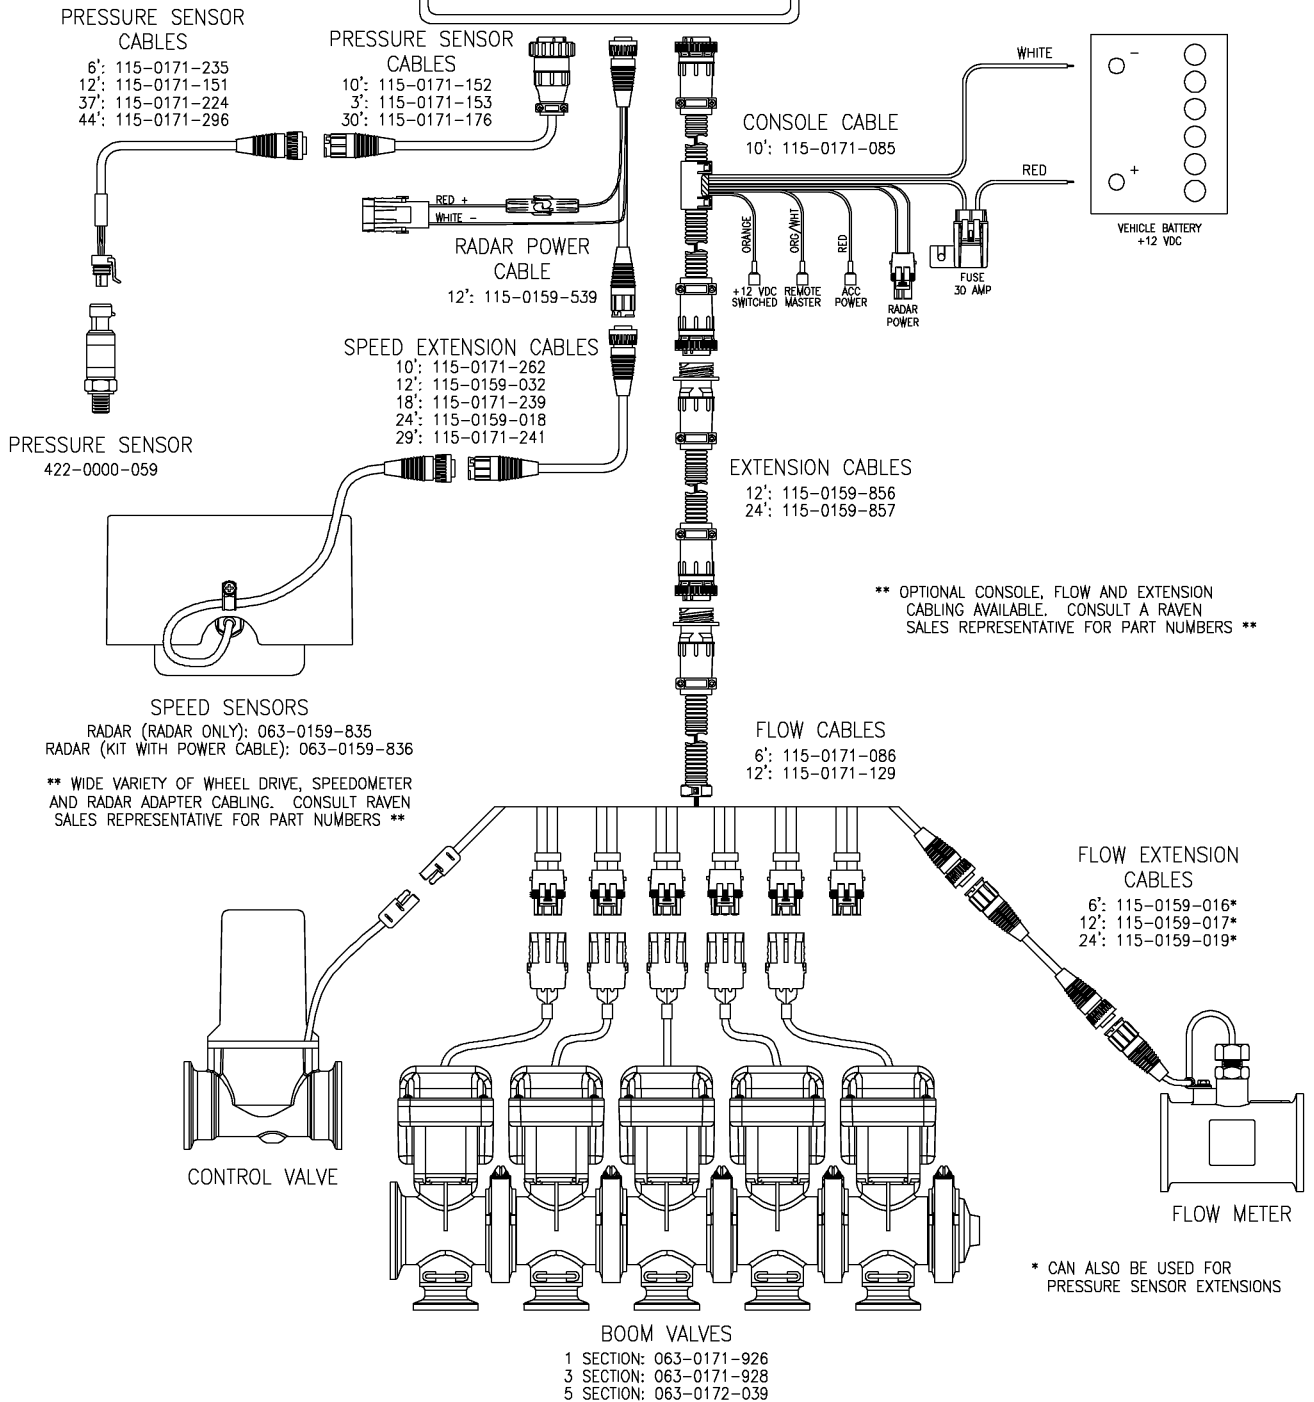 PRESSURE SENSOR
CABLES
6': 115-0171-235
12': 115-0171-151
37': 115-0171-224
44': 115-0171-296
PRESSURE SENSOR
CABLES
10': 115-0171-152
3': 115-0171-153
30': 115-0171-176
CONSOLE CABLE
10': 115-0171-085
WHITE
RED
-
+
VEHICLE BATTERY
+12 VDC
FUSE
30 AMP
ORANGE
ORG/WHT
RED
+12 VDC
SWITCHED
REMOTE
MASTER
ACC
POWER
RADAR
POWER
RED +
WHITE -
RADAR POWER
CABLE
12': 115-0159-539
SPEED EXTENSION CABLES
10': 115-0171-262
12': 115-0159-032
18': 115-0171-239
24': 115-0159-018
29': 115-0171-241
PRESSURE SENSOR
422-0000-059
EXTENSION CABLES
12': 115-0159-856
24': 115-0159-857
** OPTIONAL CONSOLE, FLOW AND EXTENSION
CABLING AVAILABLE. CONSULT A RAVEN
SALES REPRESENTATIVE FOR PART NUMBERS **
SPEED SENSORS
RADAR (RADAR ONLY): 063-0159-835
RADAR (KIT WITH POWER CABLE): 063-0159-836
** WIDE VARIETY OF WHEEL DRIVE, SPEEDOMETER
AND RADAR ADAPTER CABLING. CONSULT RAVEN
SALES REPRESENTATIVE FOR PART NUMBERS **
FLOW CABLES
6': 115-0171-086
12': 115-0171-129
FLOW EXTENSION
CABLES
6': 115-0159-016*
12': 115-0159-017*
24': 115-0159-019*
CONTROL VALVE
FLOW METER
* CAN ALSO BE USED FOR
PRESSURE SENSOR EXTENSIONS
BOOM VALVES
1 SECTION: 063-0171-926
3 SECTION: 063-0171-928
5 SECTION: 063-0172-039